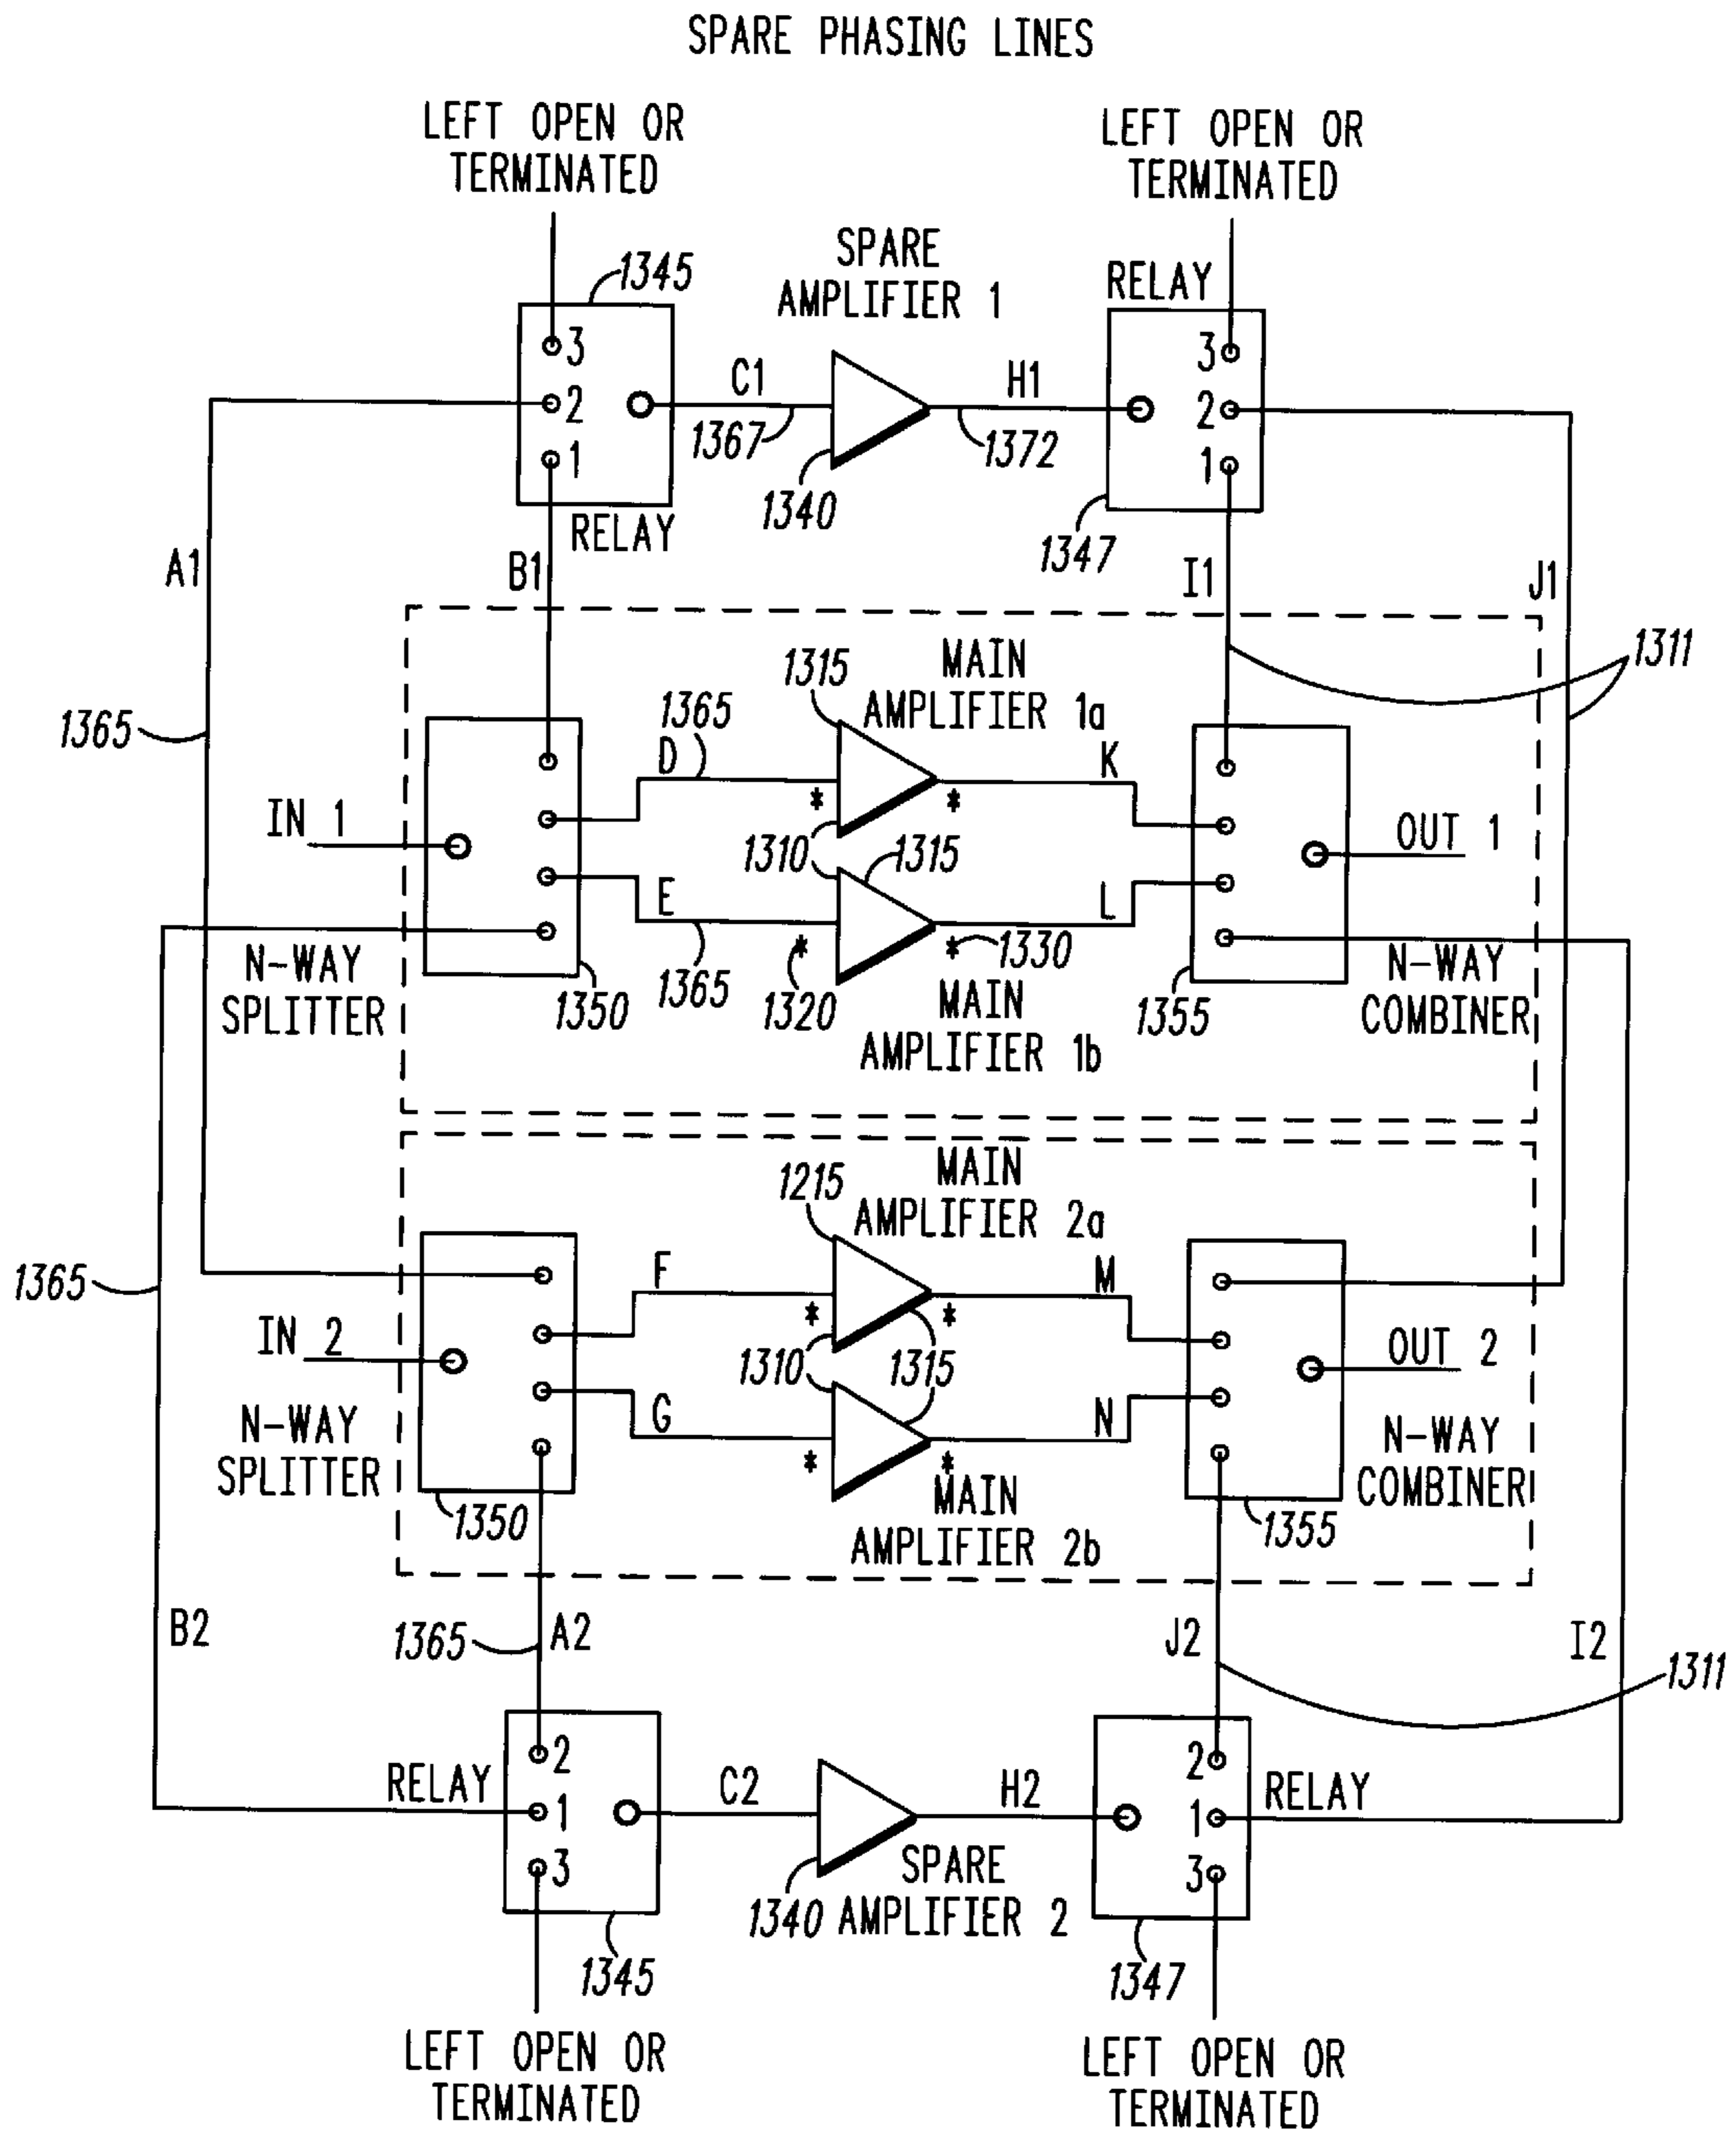 SPARE PHASING LINES
LEFT OPEN OR
TERMINATED
LEFT OPEN OR
TERMINATED
1345
SPARE
AMPLIFIER 1
RELAY
3
2
1
C1
1367
1340
H1
1372
3
2
1
RELAY
1347
A1
B1
I1
J1
1311
1365
1315
MAIN
AMPLIFIER 1a
D
1365
*
*
K
IN 1
1310
1315
OUT 1
E
1365
*
1320
*
1330
L
N-WAY
SPLITTER
1350
MAIN
AMPLIFIER 1b
1355
N-WAY
COMBINER
1215
MAIN
AMPLIFIER 2a
1365
F
*
*
M
IN 2
1310
1315
OUT 2
G
*
*
N
N-WAY
SPLITTER
1350
MAIN
AMPLIFIER 2b
1355
N-WAY
COMBINER
B2
1365
A2
J2
I2
1311
RELAY
2
1
3
C2
H2
2
1
3
RELAY
1340
SPARE
AMPLIFIER 2
1345
1347
LEFT OPEN OR
TERMINATED
LEFT OPEN OR
TERMINATED